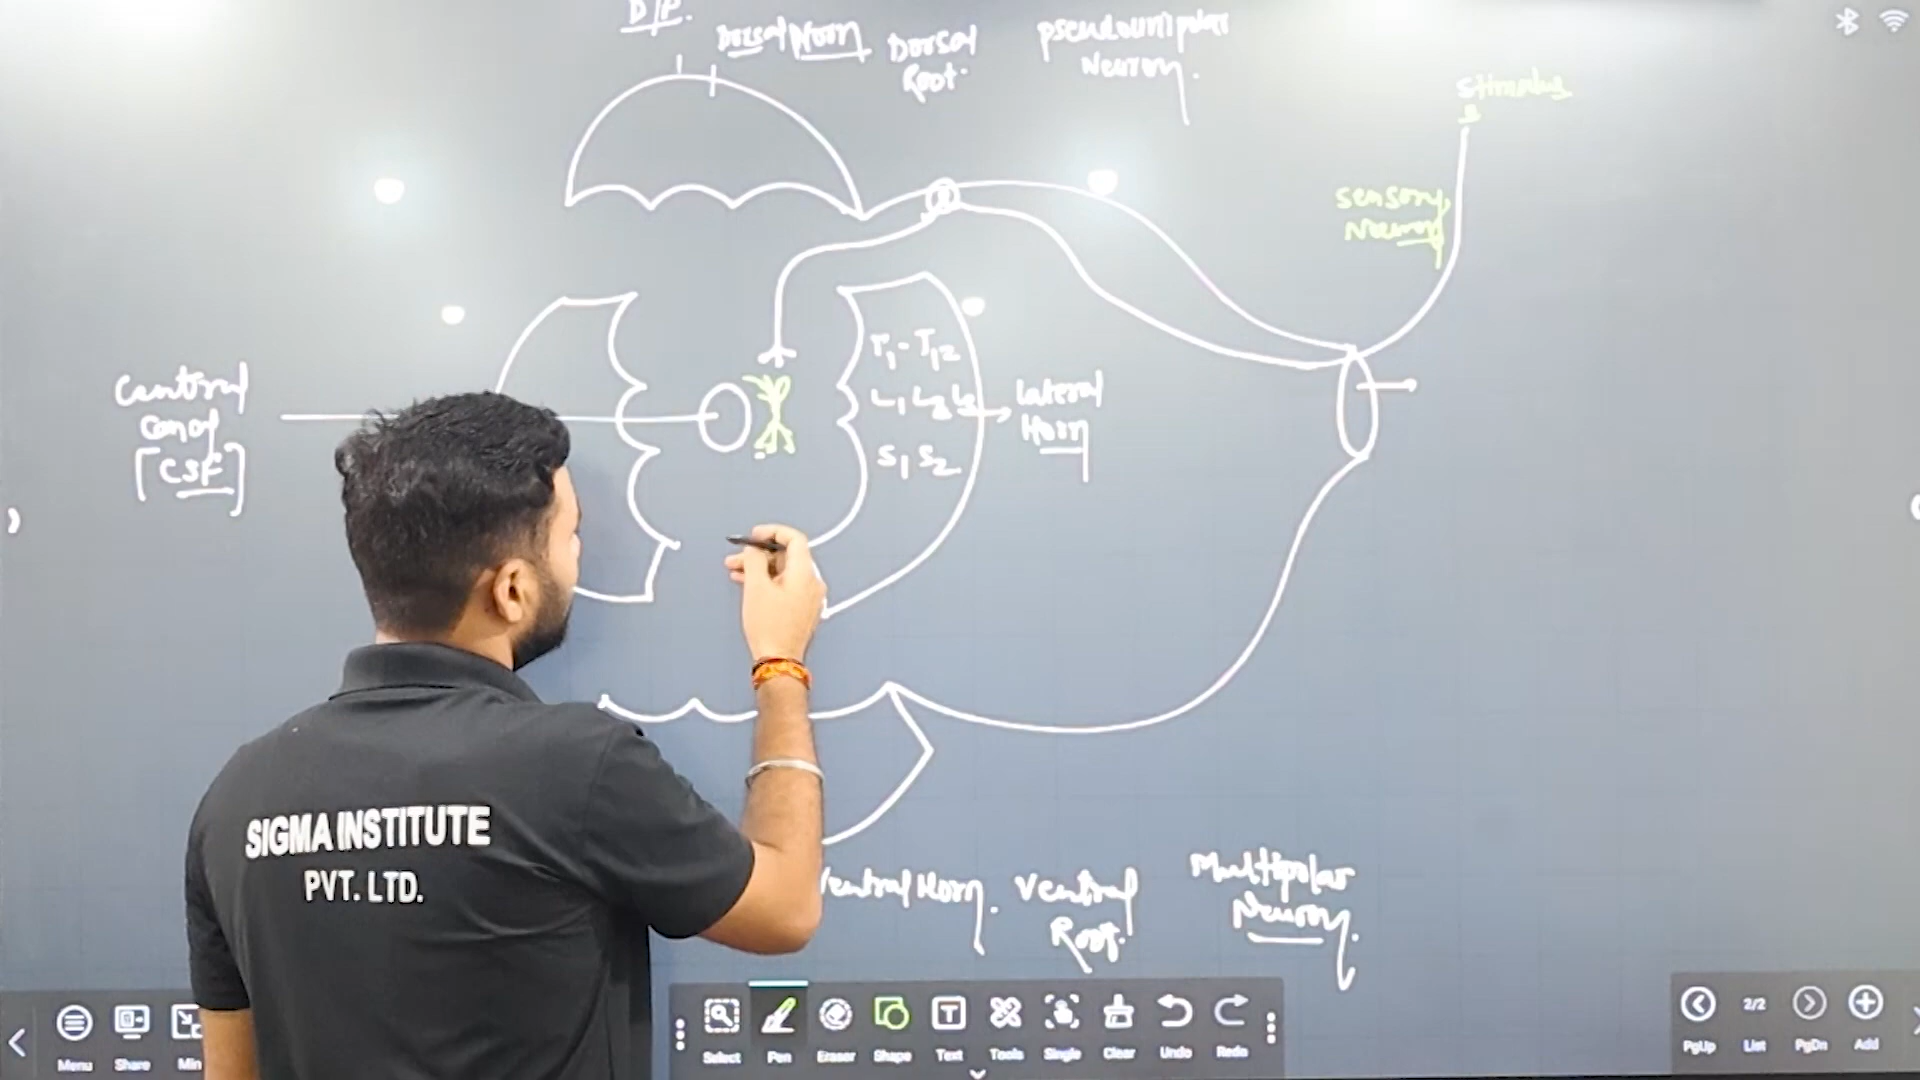 D/P.
Dorsal Horn
Dorsal
Root.
pseudounipolar
Neuron.
stimulus
sensory
Neuron
T₁-T₁₂
L₁ L₂ L₃
S₁ S₂
lateral
Horn
Central
Canal
[CSF]
SIGMA INSTITUTE
PVT. LTD.
Ventral Horn.
Ventral
Root.
Multipolar
Neuron.
Menu
Share
Min
Select
Pen
Eraser
Shape
Text
Tools
Single
Clear
Undo
Redo
PgUp
2/2
List
PgDn
Add